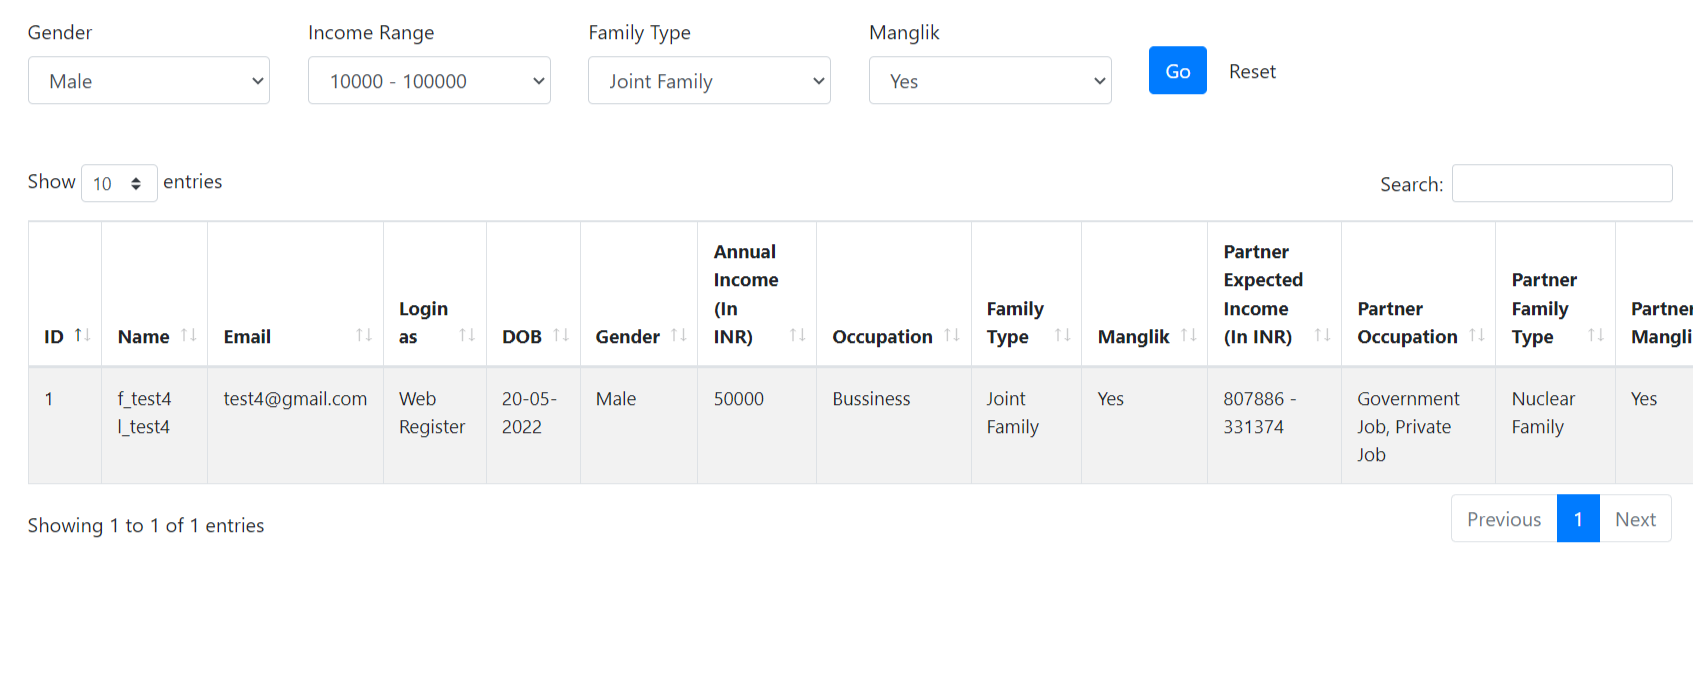 Gender Income Range Family Type Manglik
Male 10000 - 100000 Joint Family Yes Go Reset
Show 10 entries Search:
ID Name Email Login as DOB Gender Annual Income (In INR) Occupation Family Type Manglik Partner Expected Income (In INR) Partner Occupation Partner Family Type Partner Mangli
1 f_test4 l_test4 test4@gmail.com Web Register 20-05-2022 Male 50000 Bussiness Joint Family Yes 807886 - 331374 Government Job, Private Job Nuclear Family Yes
Showing 1 to 1 of 1 entries Previous 1 Next